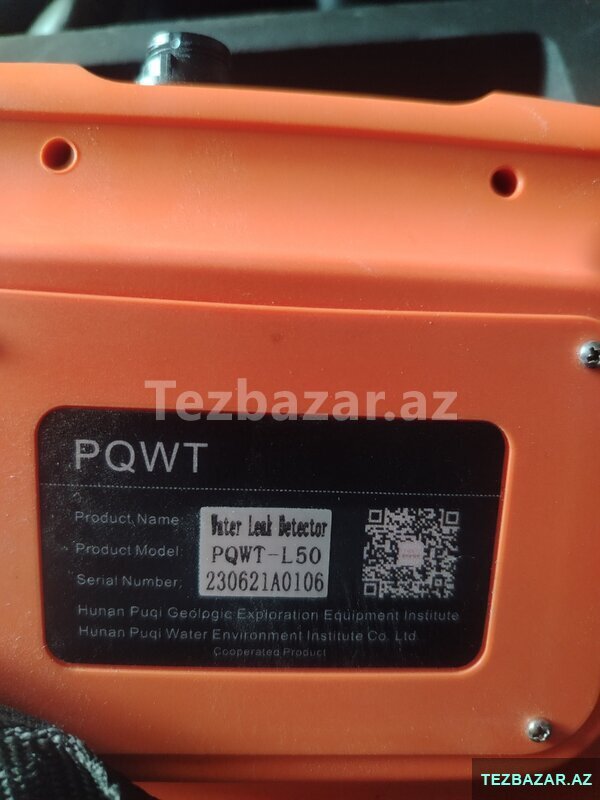 Tezbazar.az
PQWT
Product Name: Water Leak Detector
Product Model: PQWT-L50
Serial Number: 230621A0106
Hunan Puqi Geologic Exploration Equipment Institute
Hunan Puqi Water Environment Institute Co. Ltd.
Cooperated Product
TEZBAZAR.AZ